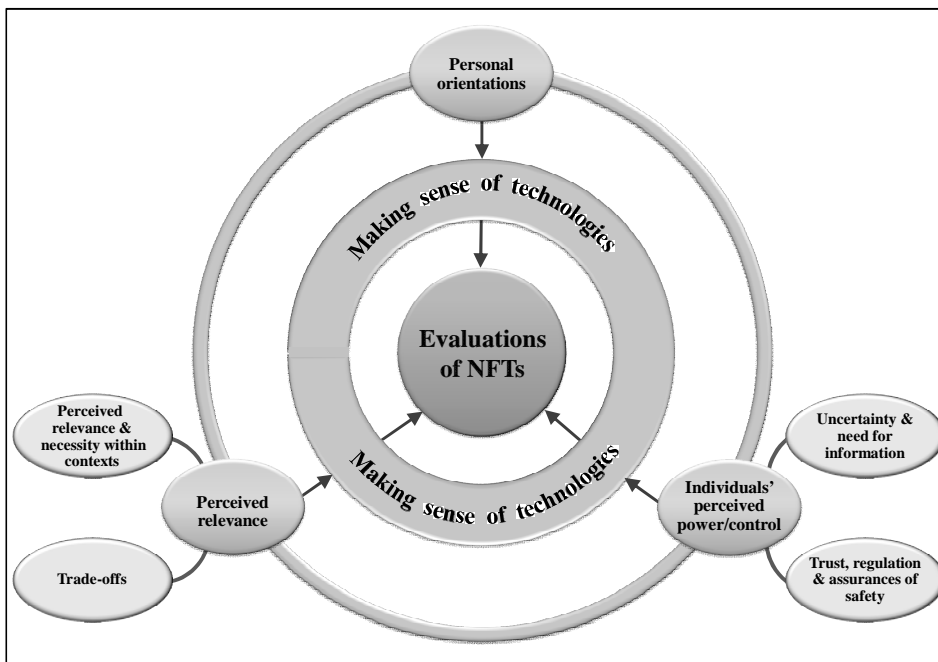 Personal
orientations
Making sense of technologies
Evaluations
of NFTs
Making sense of technologies
Perceived
relevance &
necessity within
contexts
Perceived
relevance
Trade-offs
Uncertainty &
need for
information
Individuals'
perceived
power/control
Trust, regulation
& assurances of
safety